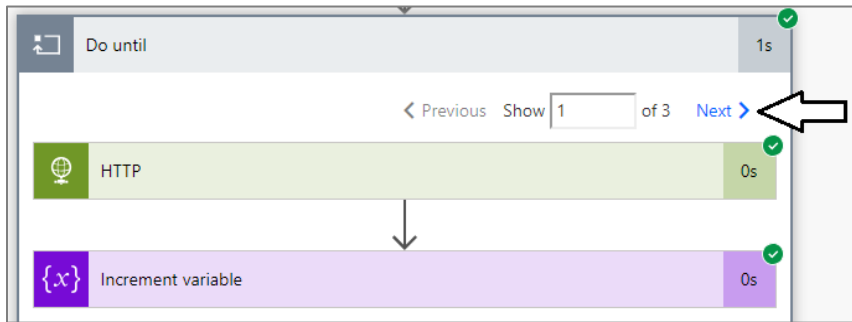 Do until
1s
Previous Show 1 of 3 Next
HTTP
0s
{x} Increment variable
0s